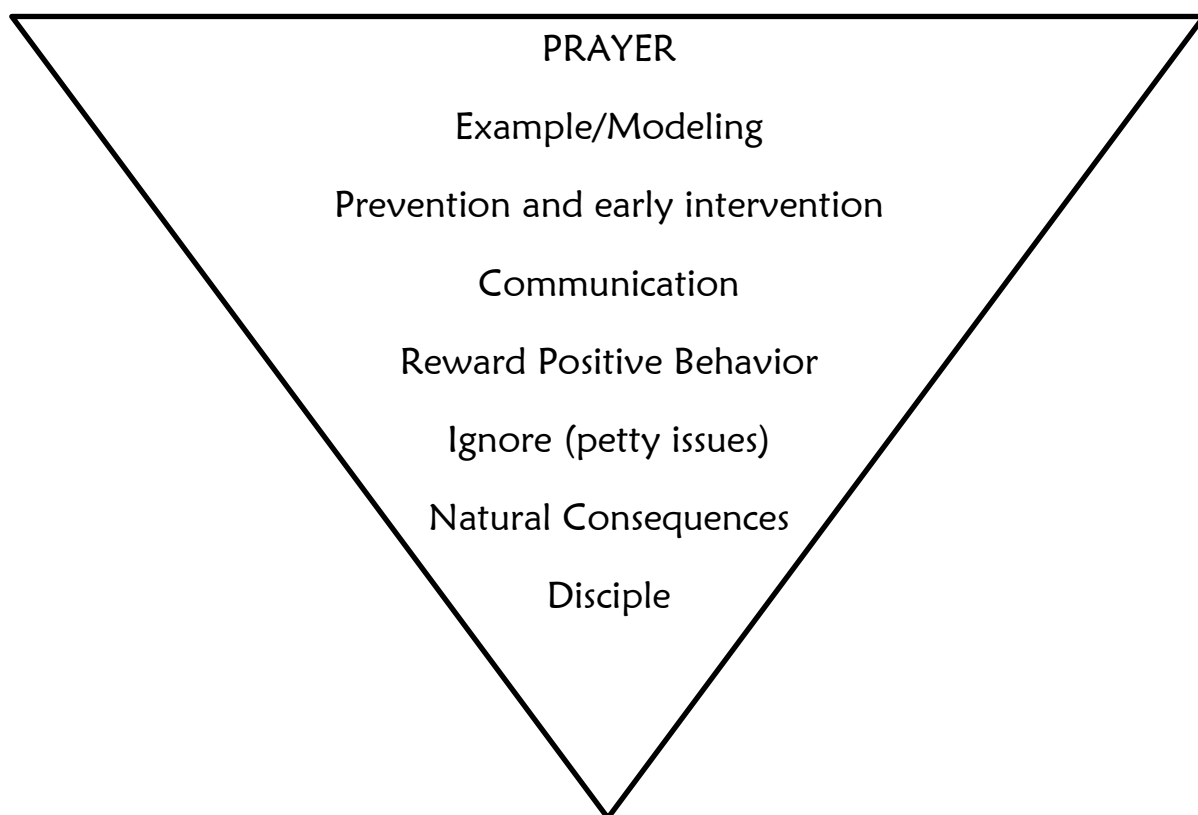 PRAYER
Example/Modeling
Prevention and early intervention
Communication
Reward Positive Behavior
Ignore (petty issues)
Natural Consequences
Disciple